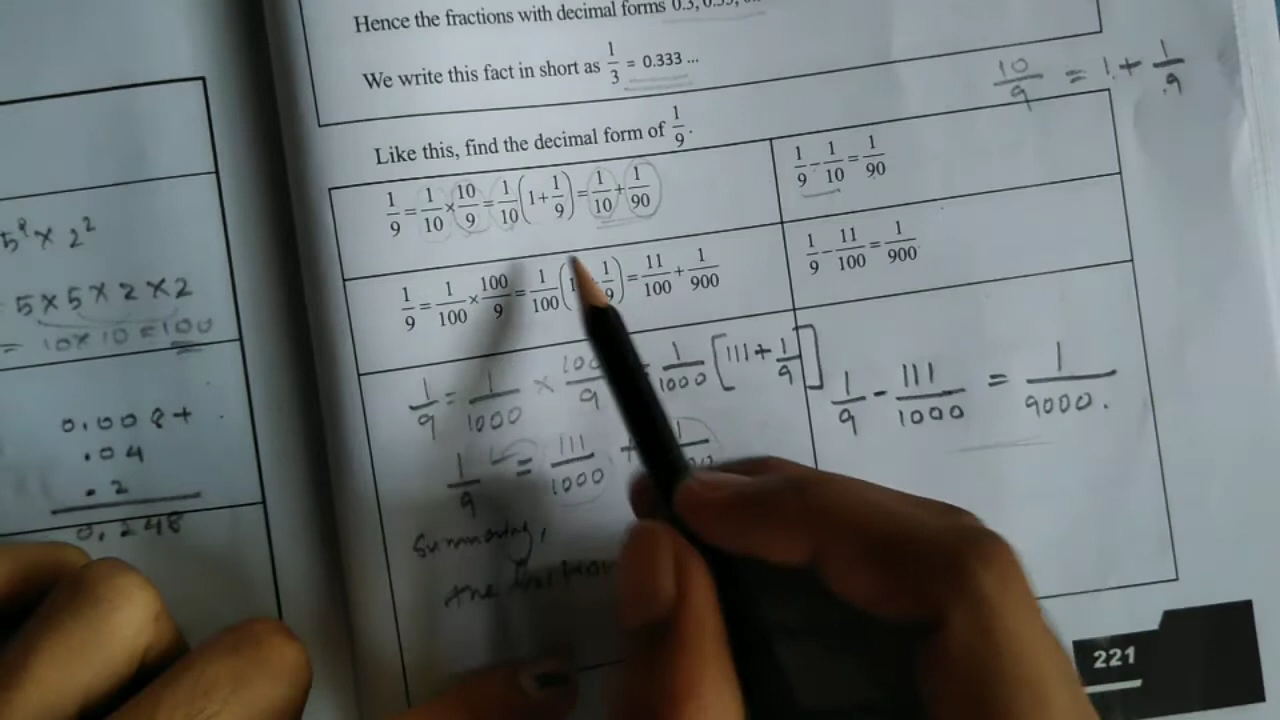 Hence the fractions with decimal forms 0.3,
We write this fact in short as 1/3 = 0.333 ...
10/9 = 1 + 1/9
Like this, find the decimal form of 1/9.
1/9 = 1/10 × 10/9 = 1/10 (1 + 1/9) = 1/10 + 1/90
1/9 − 1/10 = 1/90
1/9 = 1/100 × 100/9 = 1/100 ( 1/9) = 11/100 + 1/900
1/9 − 11/100 = 1/900
1/9 = 1/1000 × /9 1/1000 [111 + 1/9]
1/9 − 111/1000 = 1/9000.
1/9 = 111/1000 +
Summarising,
the
221
× 2²
5 × 5 × 2 × 2
= 10 × 10 = 100
0.008 +
.04
.2
0.248